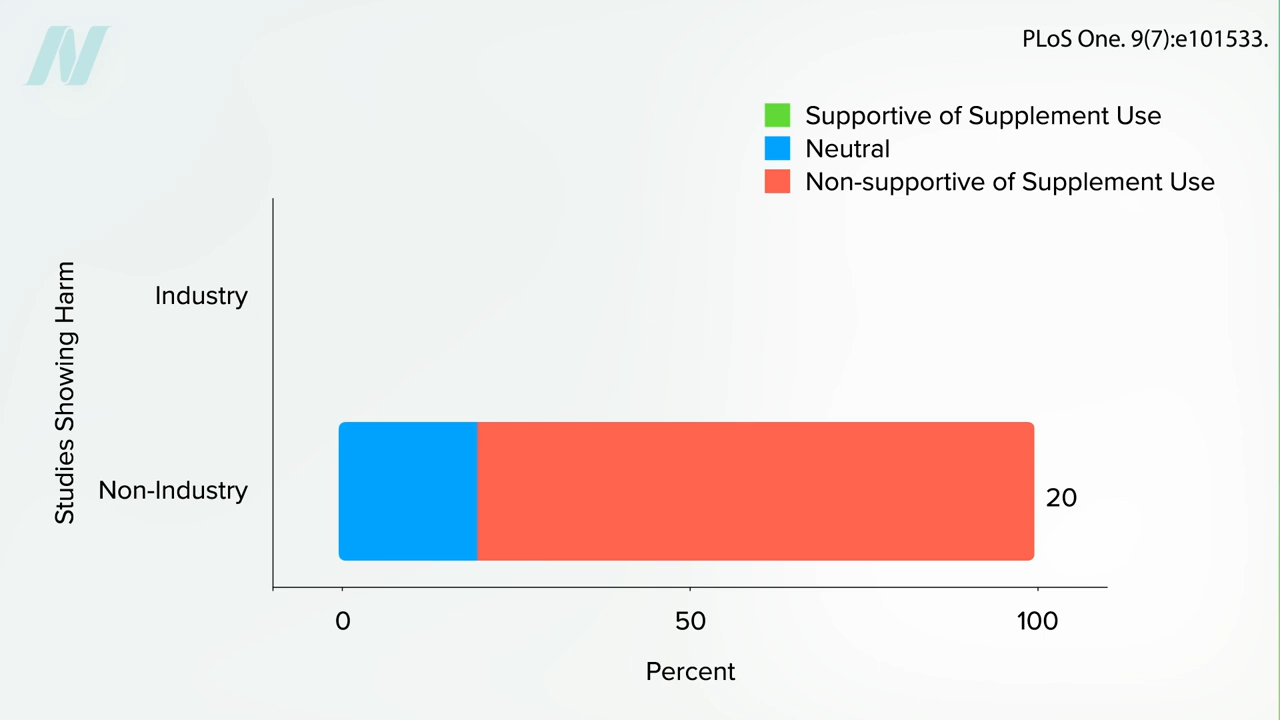 PLoS One. 9(7):e101533.
Supportive of Supplement Use
Neutral
Non-supportive of Supplement Use
Studies Showing Harm
Industry
Non-Industry
20
0
50
100
Percent